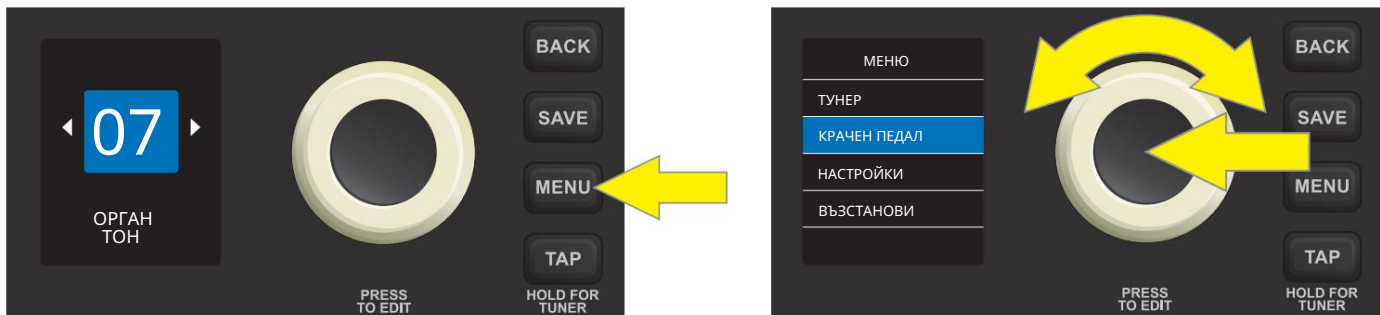 07
ОРГАН
ТОН
BACK
SAVE
MENU
TAP
PRESS
TO EDIT
HOLD FOR
TUNER
МЕНЮ
ТУНЕР
КРАЧЕН ПЕДАЛ
НАСТРОЙКИ
ВЪЗСТАНОВИ
BACK
SAVE
MENU
TAP
PRESS
TO EDIT
HOLD FOR
TUNER